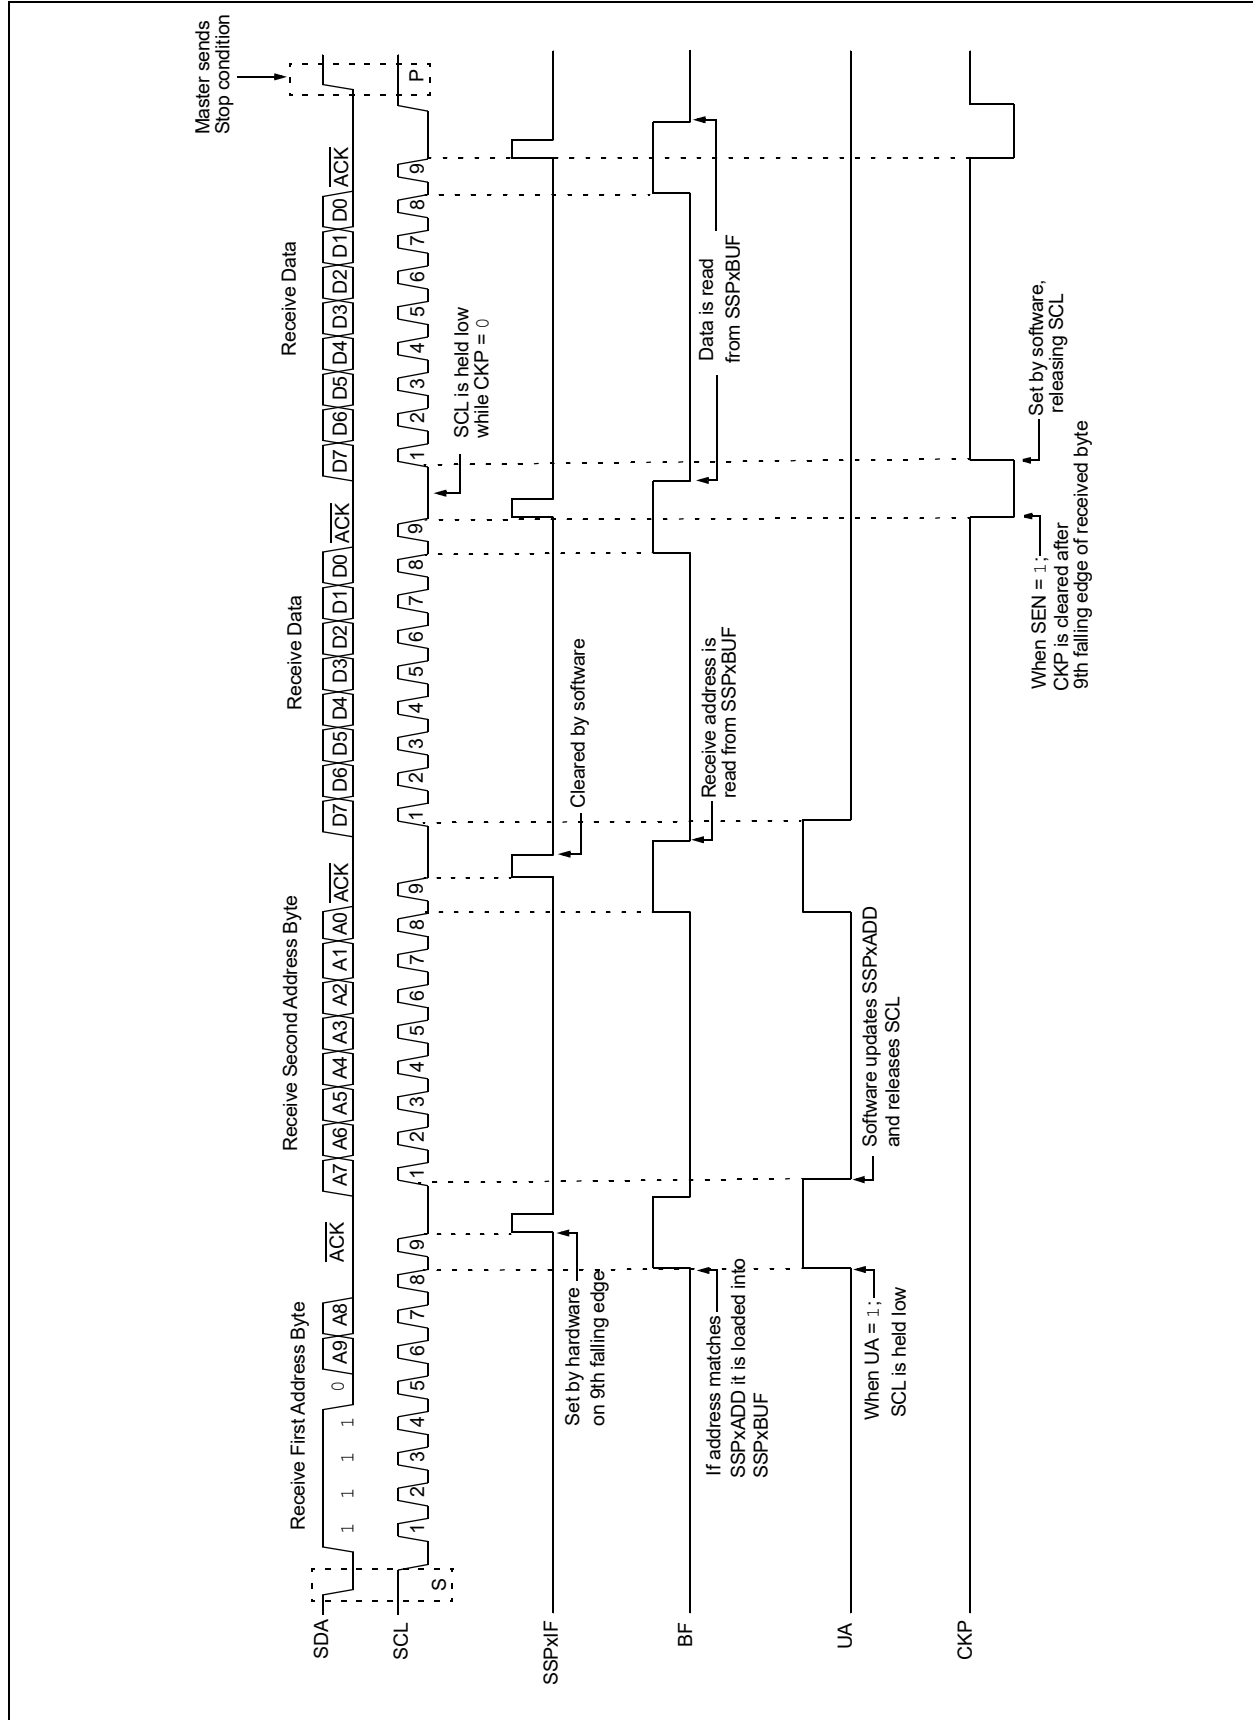 Master sends
Stop condition
Receive First Address Byte
Receive Second Address Byte
Receive Data
Receive Data
SDA
1 1 1 1 0 A9 A8 ACK
A7 A6 A5 A4 A3 A2 A1 A0 ACK
D7 D6 D5 D4 D3 D2 D1 D0 ACK
D7 D6 D5 D4 D3 D2 D1 D0 ACK
SCL
S
1 2 3 4 5 6 7 8 9
1 2 3 4 5 6 7 8 9
1 2 3 4 5 6 7 8 9
1 2 3 4 5 6 7 8 9
P
SCL is held low
while CKP = 0
SSPxIF
Set by hardware
on 9th falling edge
Cleared by software
BF
If address matches
SSPxADD it is loaded into
SSPxBUF
Receive address is
read from SSPxBUF
Data is read
from SSPxBUF
UA
When UA = 1;
SCL is held low
Software updates SSPxADD
and releases SCL
CKP
When SEN = 1;
CKP is cleared after
9th falling edge of received byte
Set by software,
releasing SCL